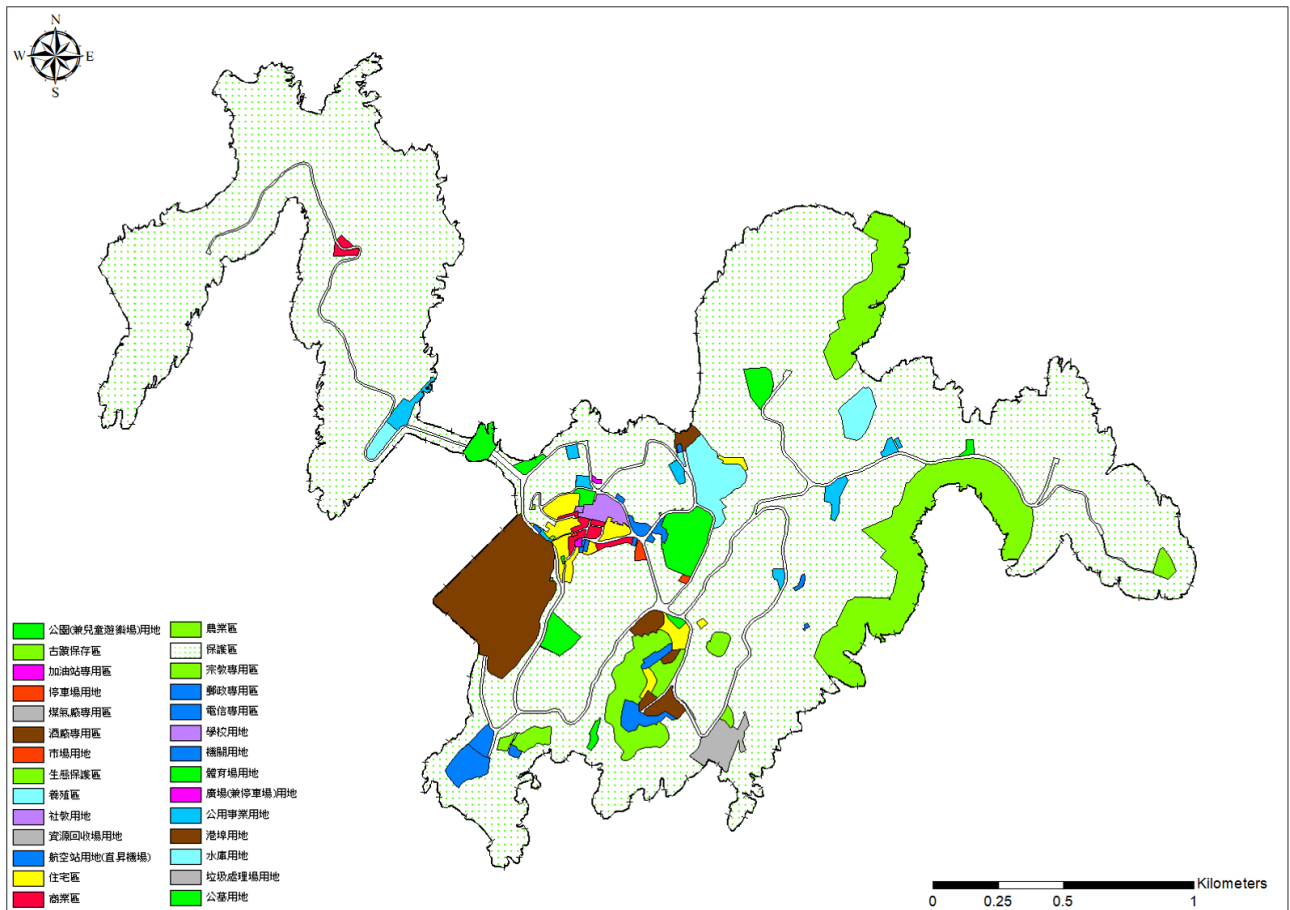 N
W E
S
公園(兼兒童遊樂場)用地
古蹟保存區
加油站專用區
停車場用地
煤氣廠專用區
酒廠專用區
市場用地
生態保護區
養殖區
社教用地
資源回收場用地
航空站用地(直昇機場)
住宅區
商業區
農業區
保護區
宗教專用區
郵政專用區
電信專用區
學校用地
機關用地
體育場用地
廣場(兼停車場)用地
公用事業用地
港埠用地
水庫用地
垃圾處理場用地
公墓用地
Kilometers
0 0.25 0.5 1